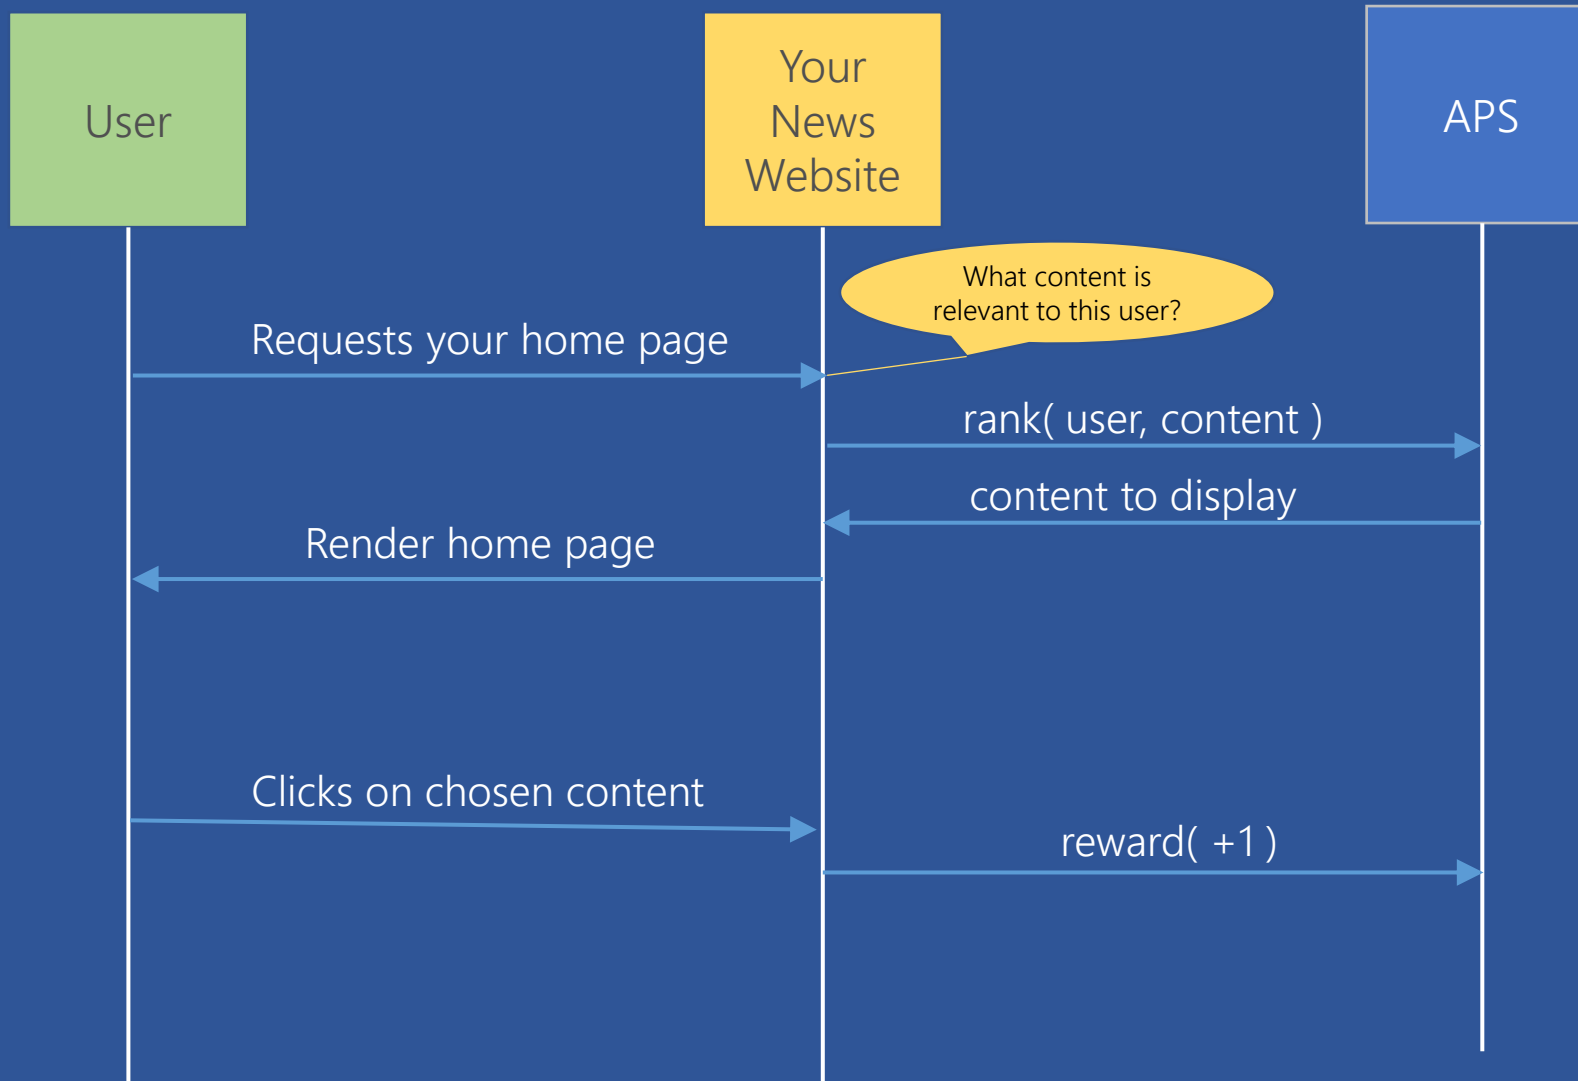 User
Your
News
Website
APS
What content is
relevant to this user?
Requests your home page
rank( user, content )
content to display
Render home page
Clicks on chosen content
reward( +1 )